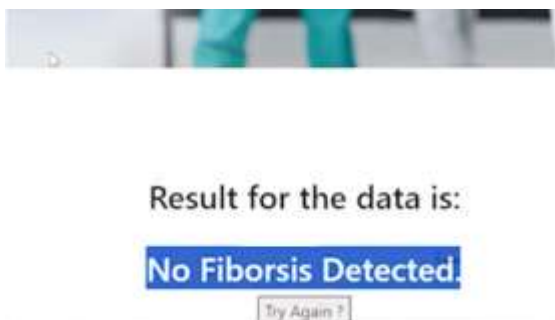 Result for the data is:
No Fiborsis Detected.
Try Again ?